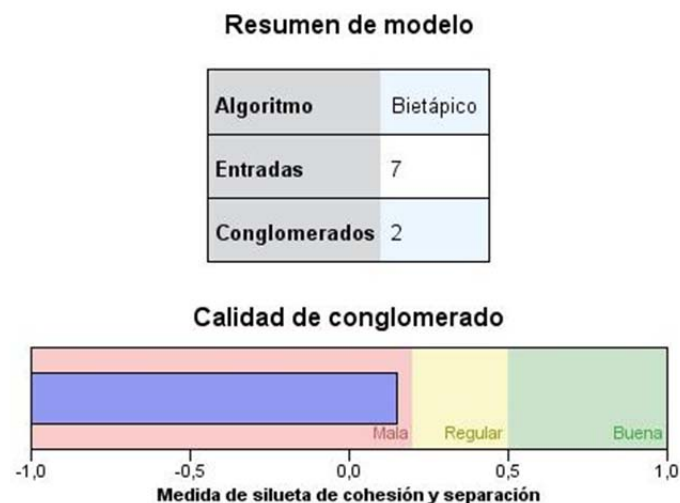 Resumen de modelo
Algoritmo Bietápico
Entradas 7
Conglomerados 2
Calidad de conglomerado
Mala Regular Buena
-1,0 -0,5 0,0 0,5 1,0
Medida de silueta de cohesión y separación